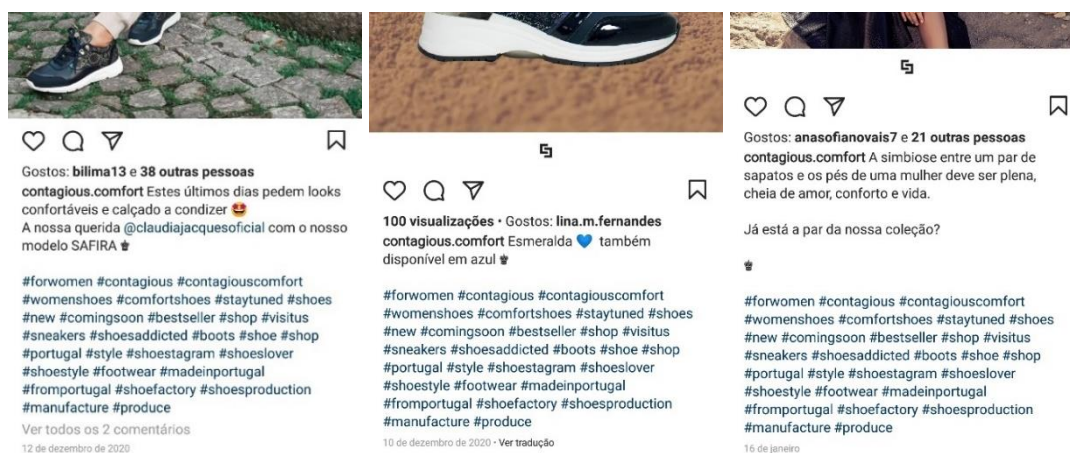 Gostos: bilima13 e 38 outras pessoas
contagious.comfort Estes últimos dias pedem looks
confortáveis e calçado a condizer 🤩
A nossa querida @claudiajacquesoficial com o nosso
modelo SAFIRA ♚
#forwomen #contagious #contagiouscomfort
#womenshoes #comfortshoes #staytuned #shoes
#new #comingsoon #bestseller #shop #visitus
#sneakers #shoesaddicted #boots #shoe #shop
#portugal #style #shoestagram #shoeslover
#shoestyle #footwear #madeinportugal
#fromportugal #shoefactory #shoesproduction
#manufacture #produce
Ver todos os 2 comentários
12 de dezembro de 2020
100 visualizações • Gostos: lina.m.fernandes
contagious.comfort Esmeralda 💙 também
disponível em azul ♚
#forwomen #contagious #contagiouscomfort
#womenshoes #comfortshoes #staytuned #shoes
#new #comingsoon #bestseller #shop #visitus
#sneakers #shoesaddicted #boots #shoe #shop
#portugal #style #shoestagram #shoeslover
#shoestyle #footwear #madeinportugal
#fromportugal #shoefactory #shoesproduction
#manufacture #produce
10 de dezembro de 2020 • Ver tradução
Gostos: anasofianovais7 e 21 outras pessoas
contagious.comfort A simbiose entre um par de
sapatos e os pés de uma mulher deve ser plena,
cheia de amor, conforto e vida.
Já está a par da nossa coleção?
♚
#forwomen #contagious #contagiouscomfort
#womenshoes #comfortshoes #staytuned #shoes
#new #comingsoon #bestseller #shop #visitus
#sneakers #shoesaddicted #boots #shoe #shop
#portugal #style #shoestagram #shoeslover
#shoestyle #footwear #madeinportugal
#fromportugal #shoefactory #shoesproduction
#manufacture #produce
16 de janeiro